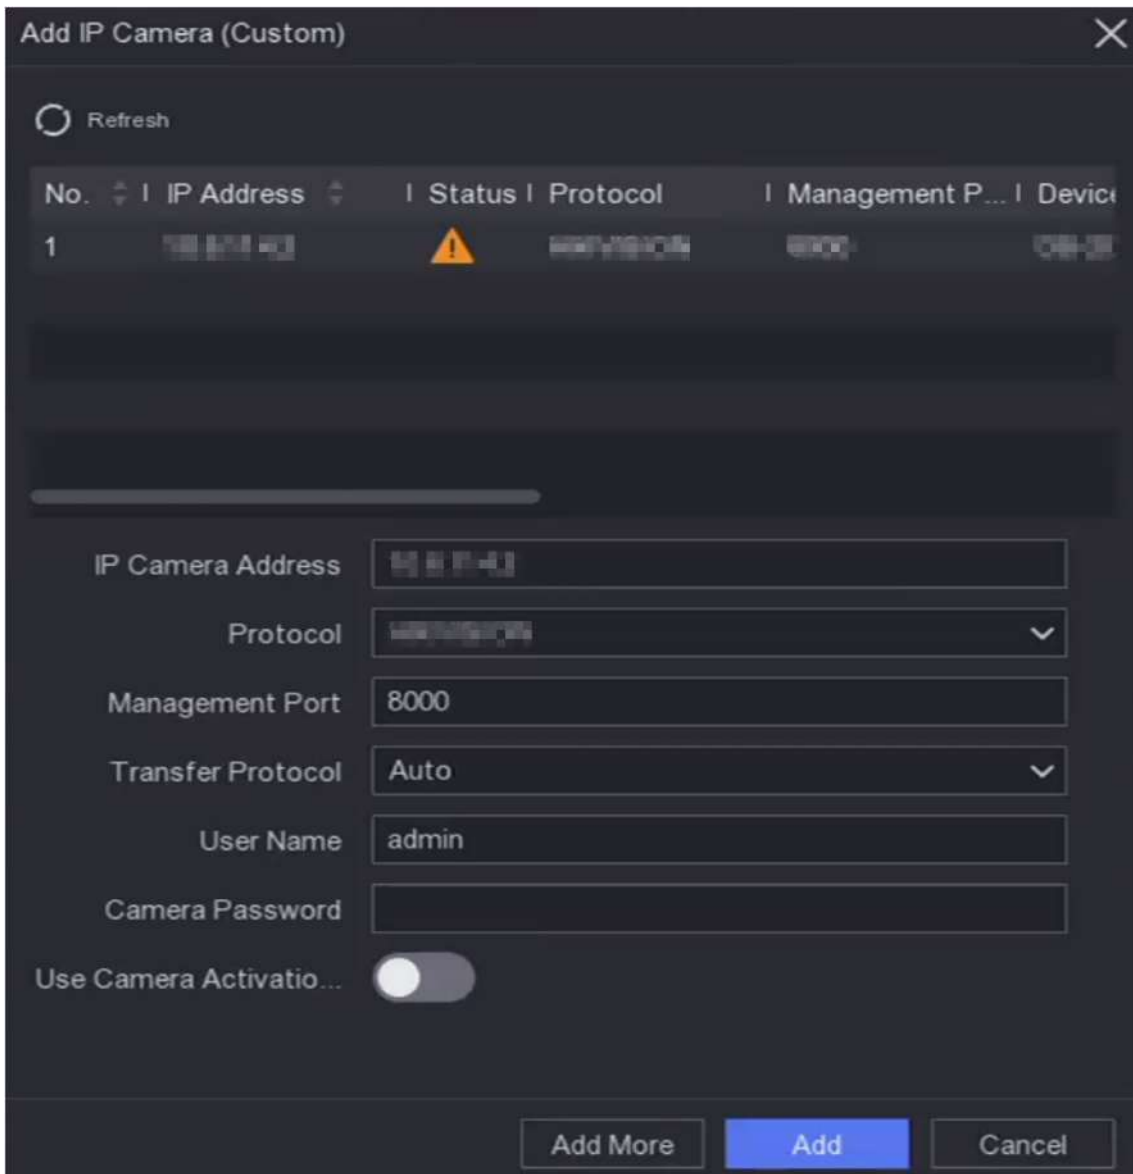 Add IP Camera (Custom)
Refresh
No. IP Address Status Protocol Management P... Device
1
IP Camera Address
Protocol
Management Port 8000
Transfer Protocol Auto
User Name admin
Camera Password
Use Camera Activatio...
Add More Add Cancel